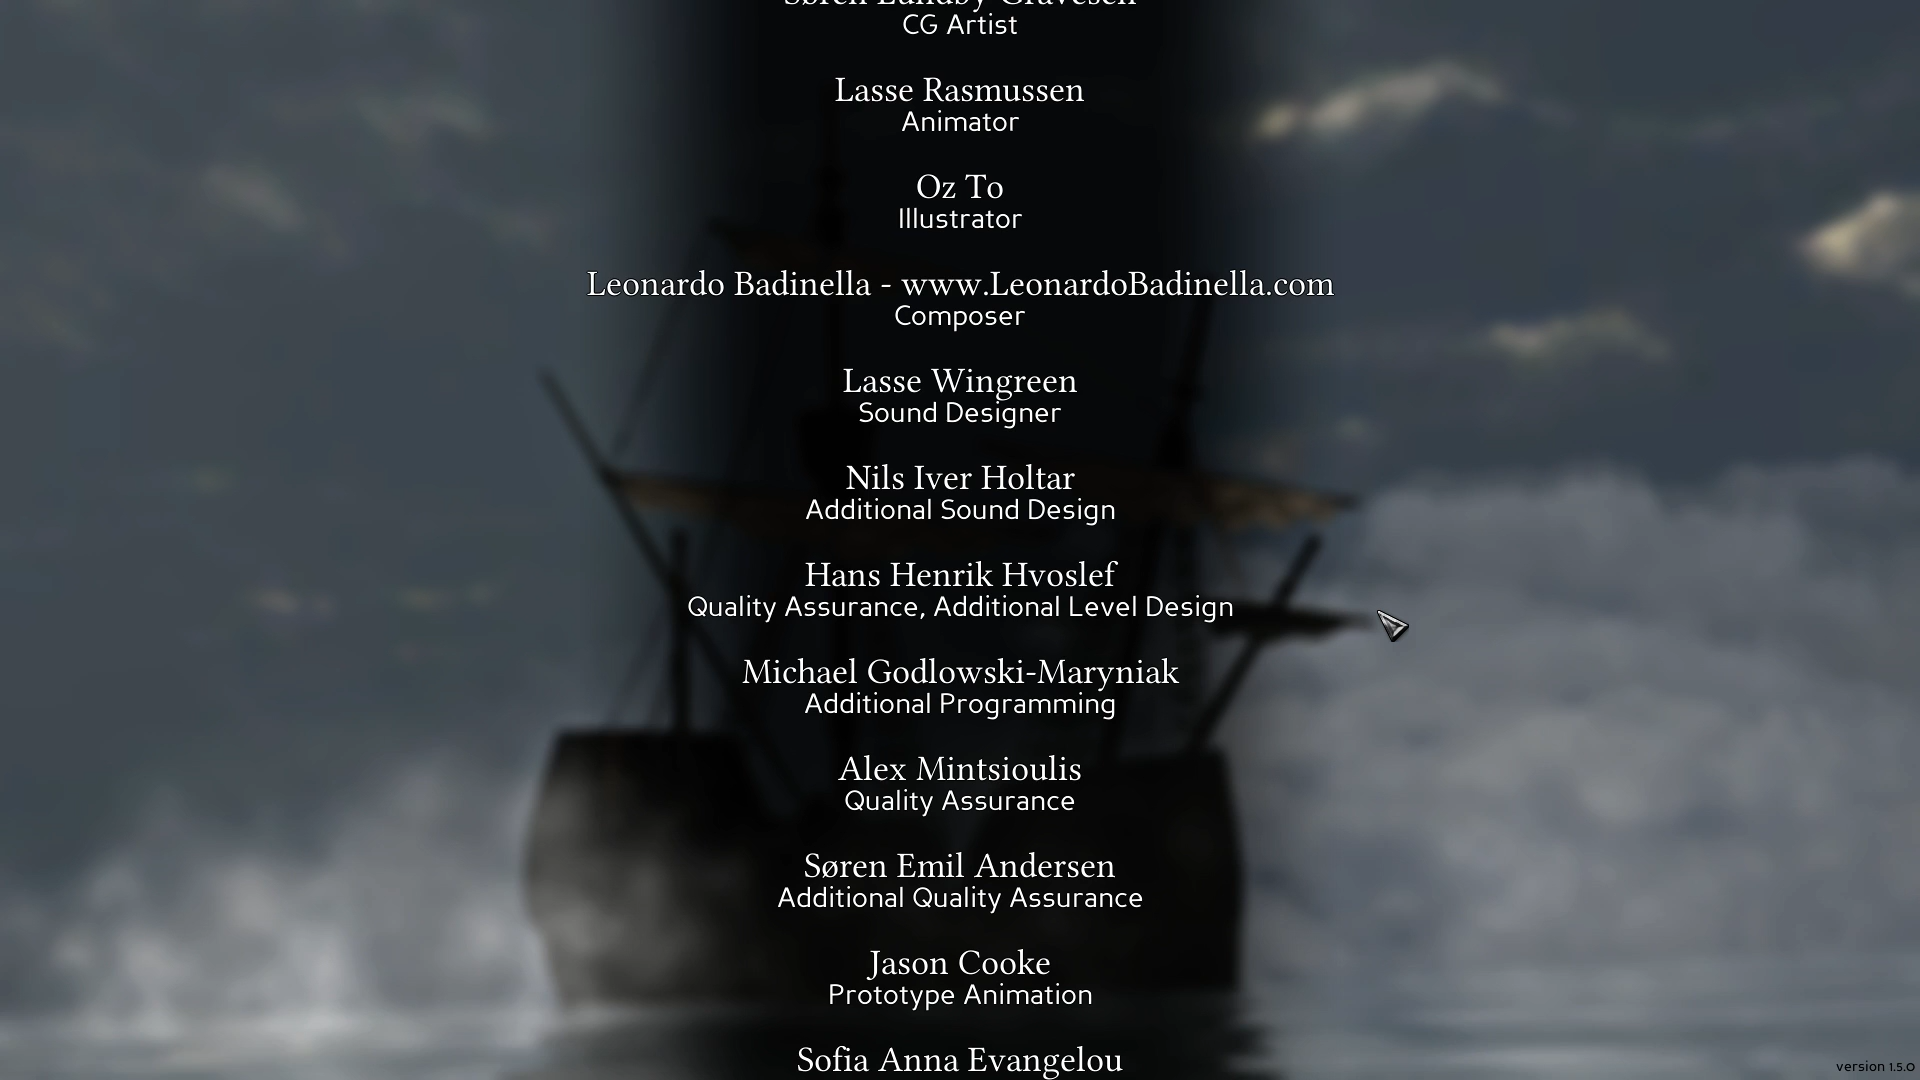 Søren Lundby Gravesen
CG Artist
Lasse Rasmussen
Animator
Oz To
Illustrator
Leonardo Badinella - www.LeonardoBadinella.com
Composer
Lasse Wingreen
Sound Designer
Nils Iver Holtar
Additional Sound Design
Hans Henrik Hvoslef
Quality Assurance, Additional Level Design
Michael Godlowski-Maryniak
Additional Programming
Alex Mintsioulis
Quality Assurance
Søren Emil Andersen
Additional Quality Assurance
Jason Cooke
Prototype Animation
Sofia Anna Evangelou
version 1.5.0